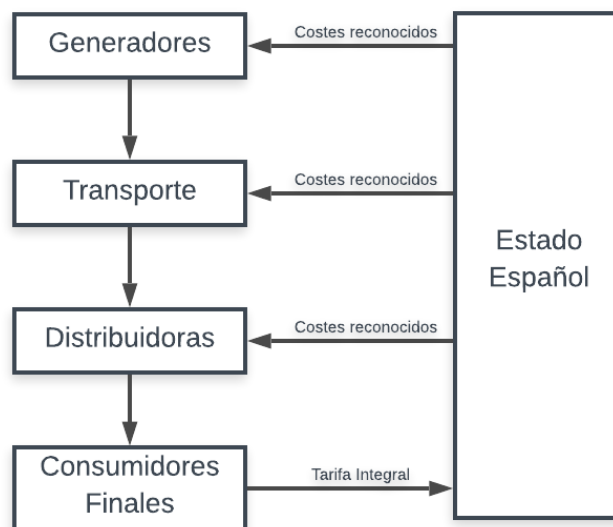 Generadores
Costes reconocidos
Transporte
Costes reconocidos
Estado
Español
Distribuidoras
Costes reconocidos
Consumidores
Finales
Tarifa Integral